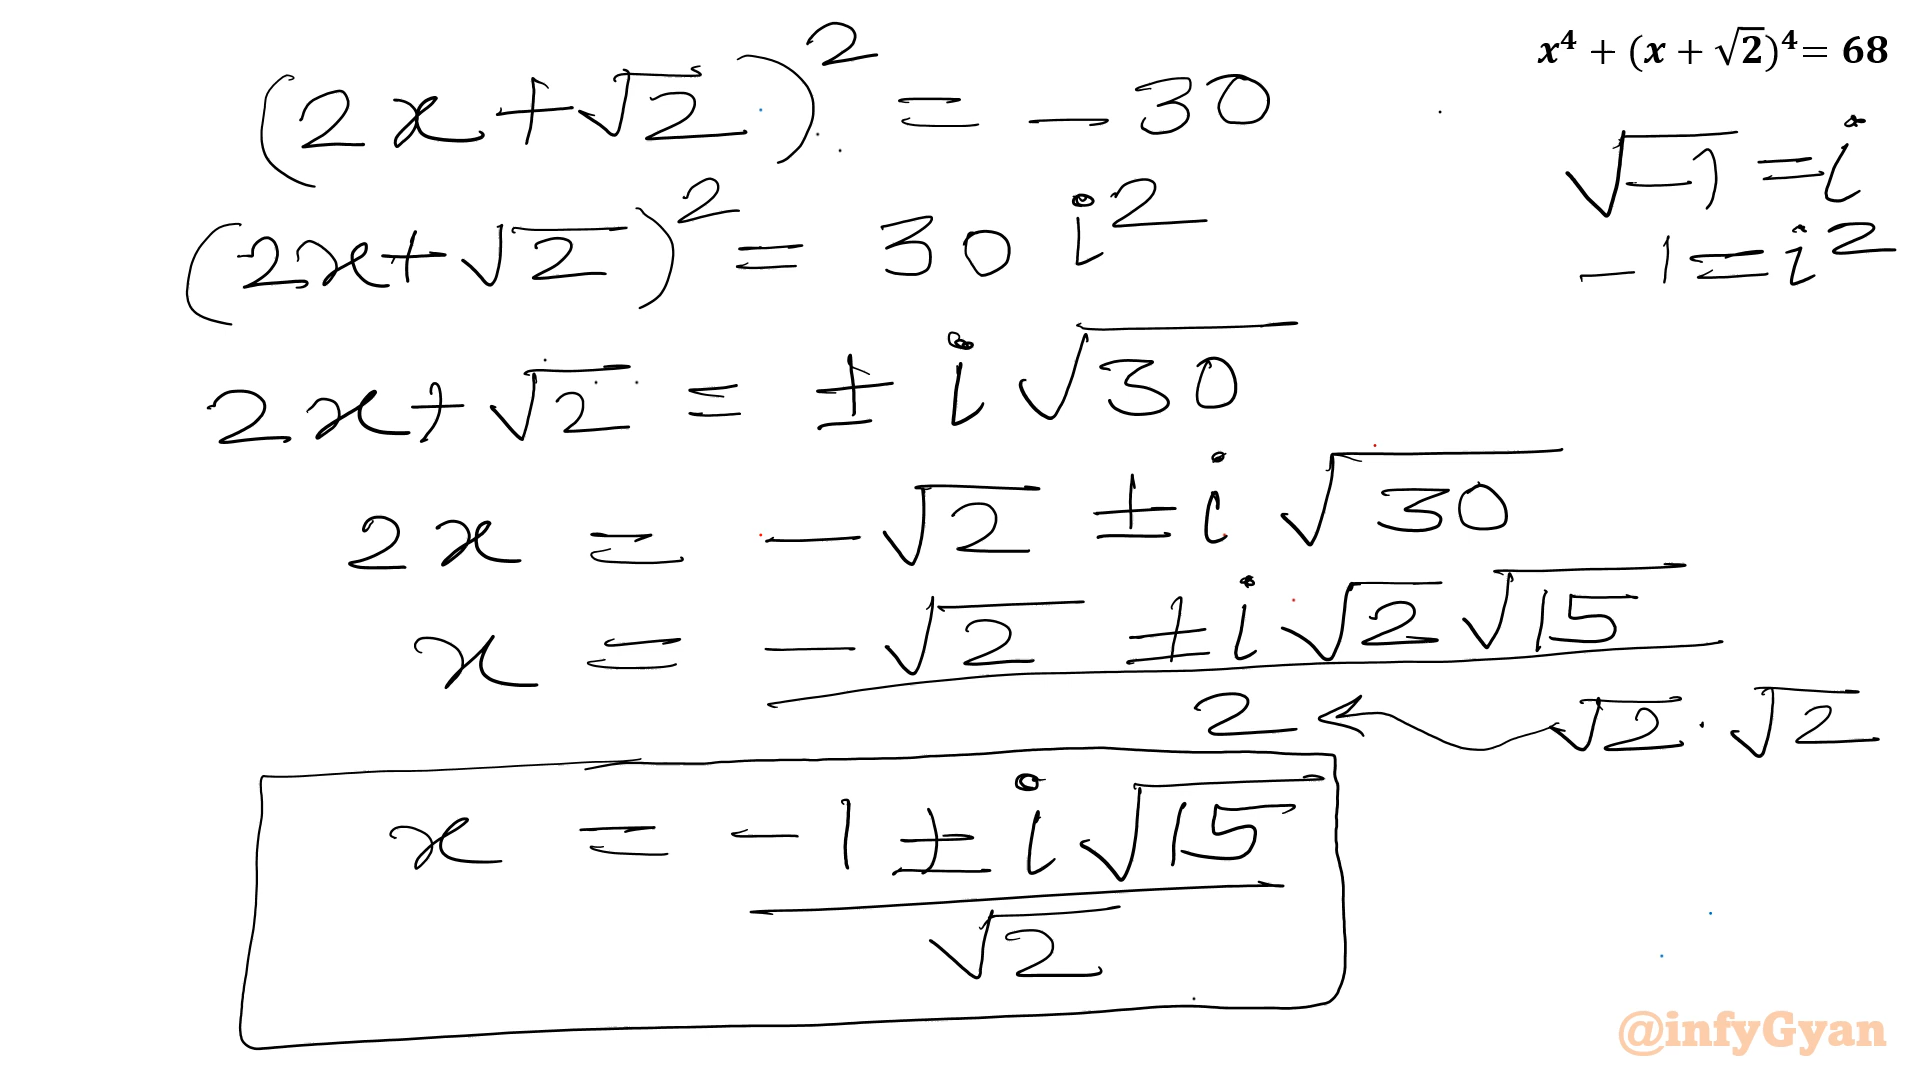 x⁴ + (x + √2)⁴= 68
(2x+√2)² = -30
√-1 = i
(2x+√2)² = 30 i²
-1 = i²
2x+√2 = ± i√30
2x = -√2 ± i √30
x = (-√2 ± i√2 √15) / 2 ← √2 . √2
x = (-1 ± i√15) / √2
@infyGyan